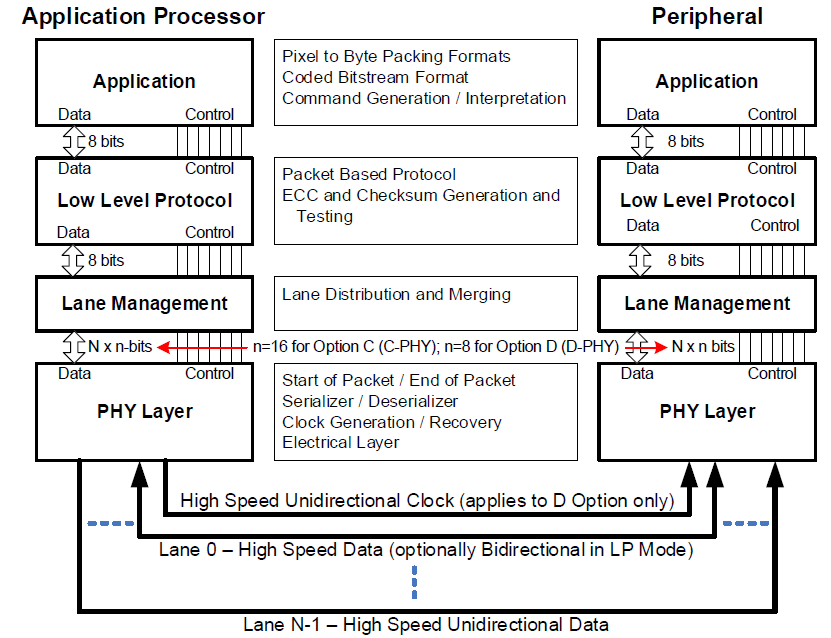 Application Processor
Peripheral
Application
Data
Control
8 bits
Data
Control
Low Level Protocol
Data
Control
8 bits
Lane Management
N x n-bits
Data
Control
PHY Layer
Pixel to Byte Packing Formats
Coded Bitstream Format
Command Generation / Interpretation
Packet Based Protocol
ECC and Checksum Generation and
Testing
Lane Distribution and Merging
n=16 for Option C (C-PHY); n=8 for Option D (D-PHY)
Start of Packet / End of Packet
Serializer / Deserializer
Clock Generation / Recovery
Electrical Layer
Application
Data
Control
8 bits
Data
Control
Low Level Protocol
Data
Control
8 bits
Lane Management
N x n bits
Data
Control
PHY Layer
High Speed Unidirectional Clock (applies to D Option only)
Lane 0 – High Speed Data (optionally Bidirectional in LP Mode)
Lane N-1 – High Speed Unidirectional Data